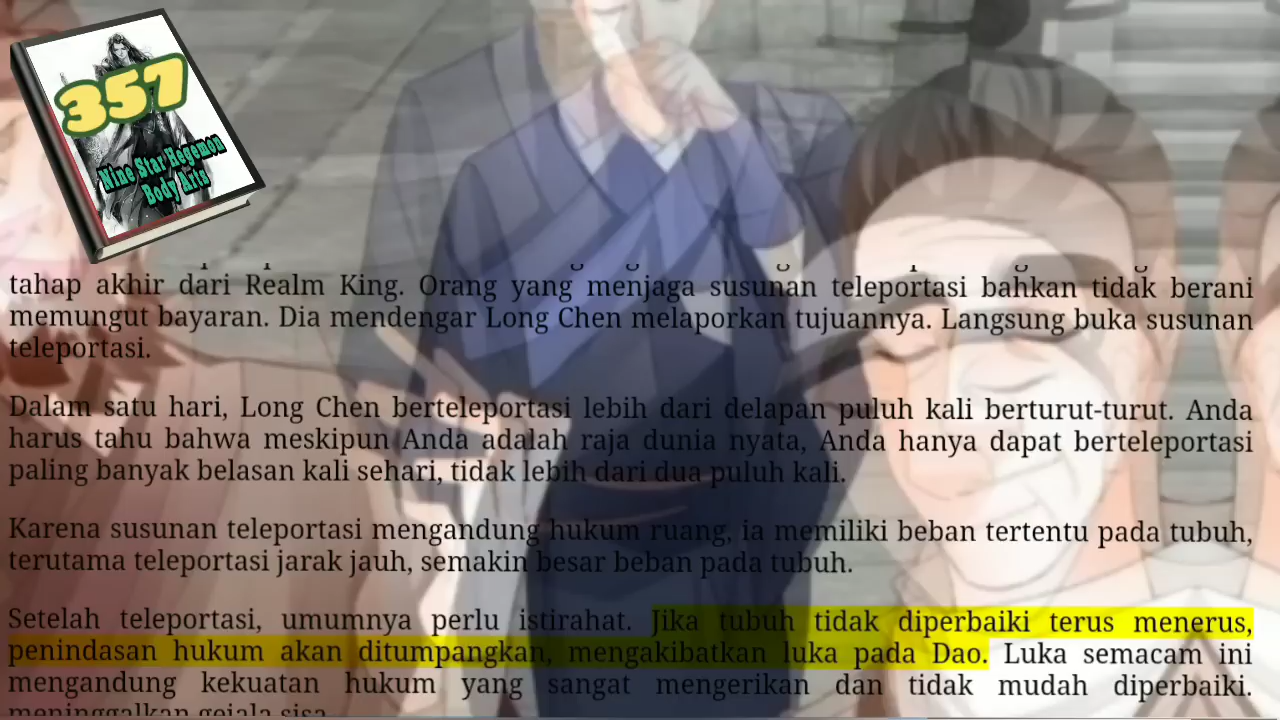 357
Nine Star Hegemon
Body Arts
tahap akhir dari Realm King. Orang yang menjaga susunan teleportasi bahkan tidak berani
memungut bayaran. Dia mendengar Long Chen melaporkan tujuannya. Langsung buka susunan
teleportasi.
Dalam satu hari, Long Chen berteleportasi lebih dari delapan puluh kali berturut-turut. Anda
harus tahu bahwa meskipun Anda adalah raja dunia nyata, Anda hanya dapat berteleportasi
paling banyak belasan kali sehari, tidak lebih dari dua puluh kali.
Karena susunan teleportasi mengandung hukum ruang, ia memiliki beban tertentu pada tubuh,
terutama teleportasi jarak jauh, semakin besar beban pada tubuh.
Setelah teleportasi, umumnya perlu istirahat. Jika tubuh tidak diperbaiki terus menerus,
penindasan hukum akan ditumpangkan, mengakibatkan luka pada Dao. Luka semacam ini
mengandung kekuatan hukum yang sangat mengerikan dan tidak mudah diperbaiki.
meninggalkan gejala sisa